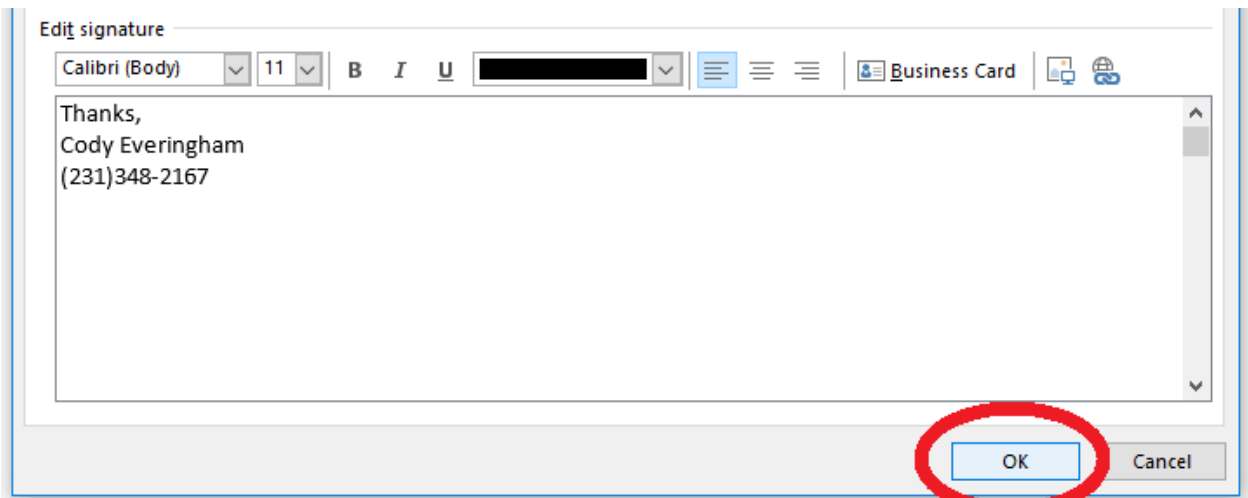 Edit signature
Calibri (Body) 11 B I U Business Card
Thanks,
Cody Everingham
(231)348-2167
OK Cancel